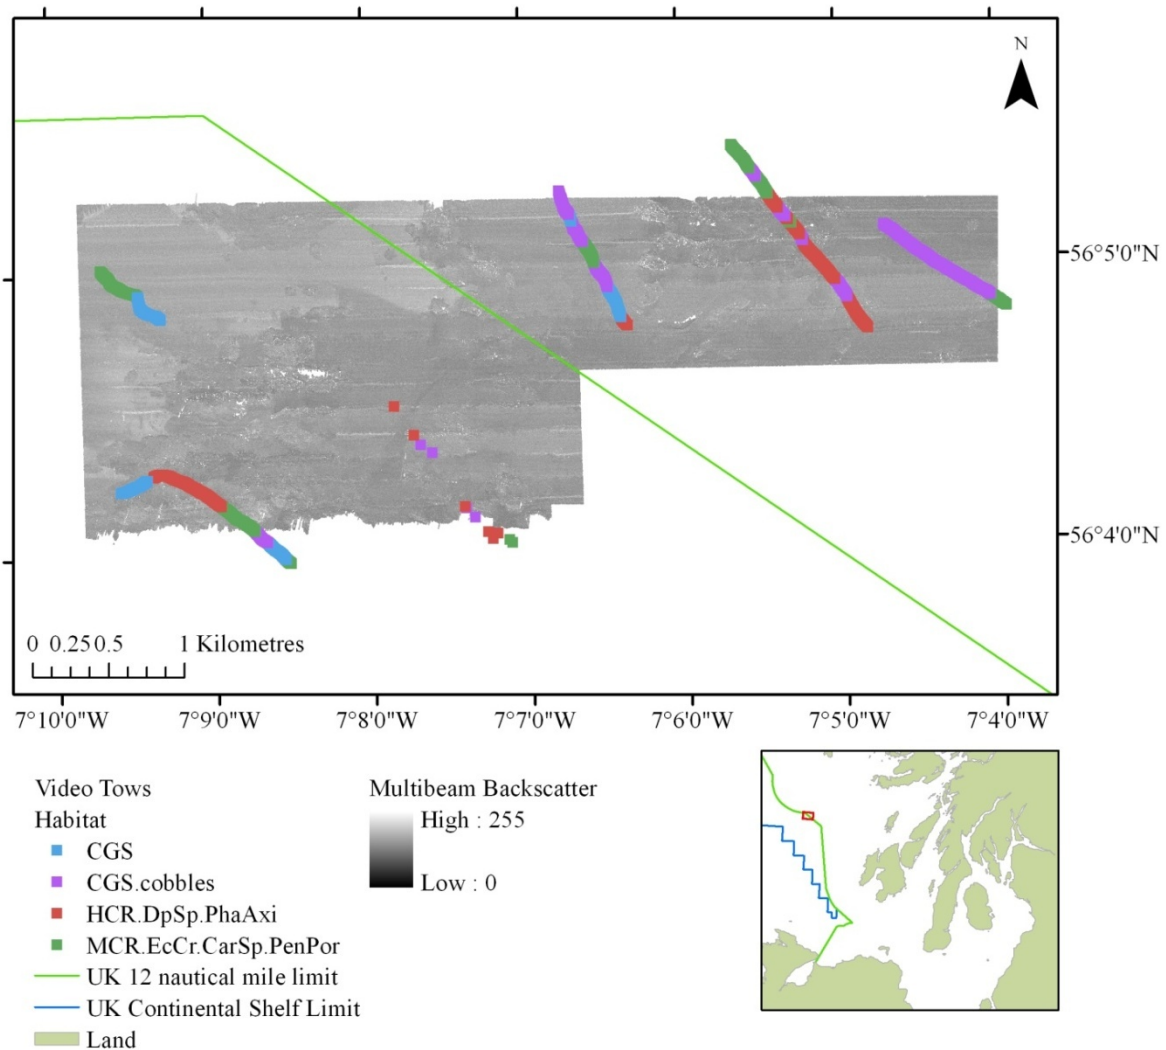 N
56°5'0"N
56°4'0"N
0 0.25 0.5 1 Kilometres
7°10'0"W 7°9'0"W 7°8'0"W 7°7'0"W 7°6'0"W 7°5'0"W 7°4'0"W
Video Tows
Habitat
CGS
CGS.cobbles
HCR.DpSp.PhaAxi
MCR.EcCr.CarSp.PenPor
UK 12 nautical mile limit
UK Continental Shelf Limit
Land
Multibeam Backscatter
High : 255
Low : 0